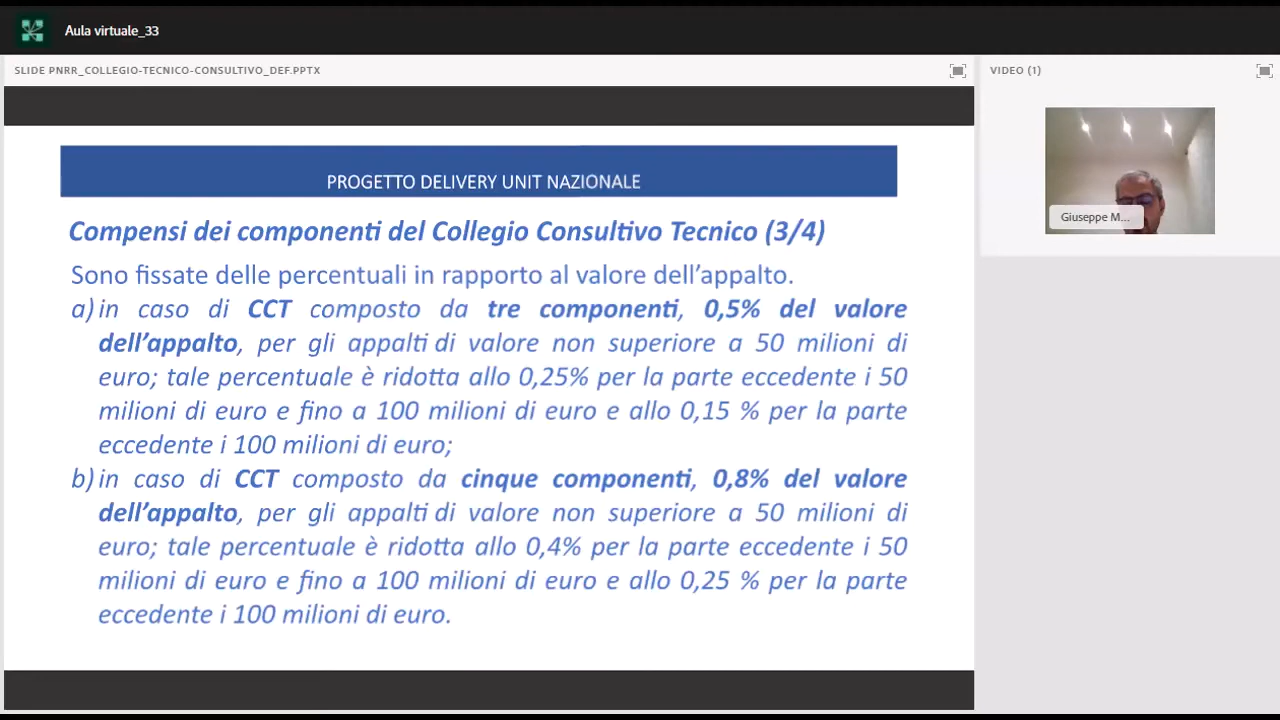 Aula virtuale_33
SLIDE PNRR_COLLEGIO-TECNICO-CONSULTIVO_DEF.PPTX
VIDEO (1)
PROGETTO DELIVERY UNIT NAZIONALE
Compensi dei componenti del Collegio Consultivo Tecnico (3/4)
Sono fissate delle percentuali in rapporto al valore dell’appalto.
a) in caso di CCT composto da tre componenti, 0,5% del valore
dell’appalto, per gli appalti di valore non superiore a 50 milioni di
euro; tale percentuale è ridotta allo 0,25% per la parte eccedente i 50
milioni di euro e fino a 100 milioni di euro e allo 0,15 % per la parte
eccedente i 100 milioni di euro;
b) in caso di CCT composto da cinque componenti, 0,8% del valore
dell’appalto, per gli appalti di valore non superiore a 50 milioni di
euro; tale percentuale è ridotta allo 0,4% per la parte eccedente i 50
milioni di euro e fino a 100 milioni di euro e allo 0,25 % per la parte
eccedente i 100 milioni di euro.
Giuseppe M...